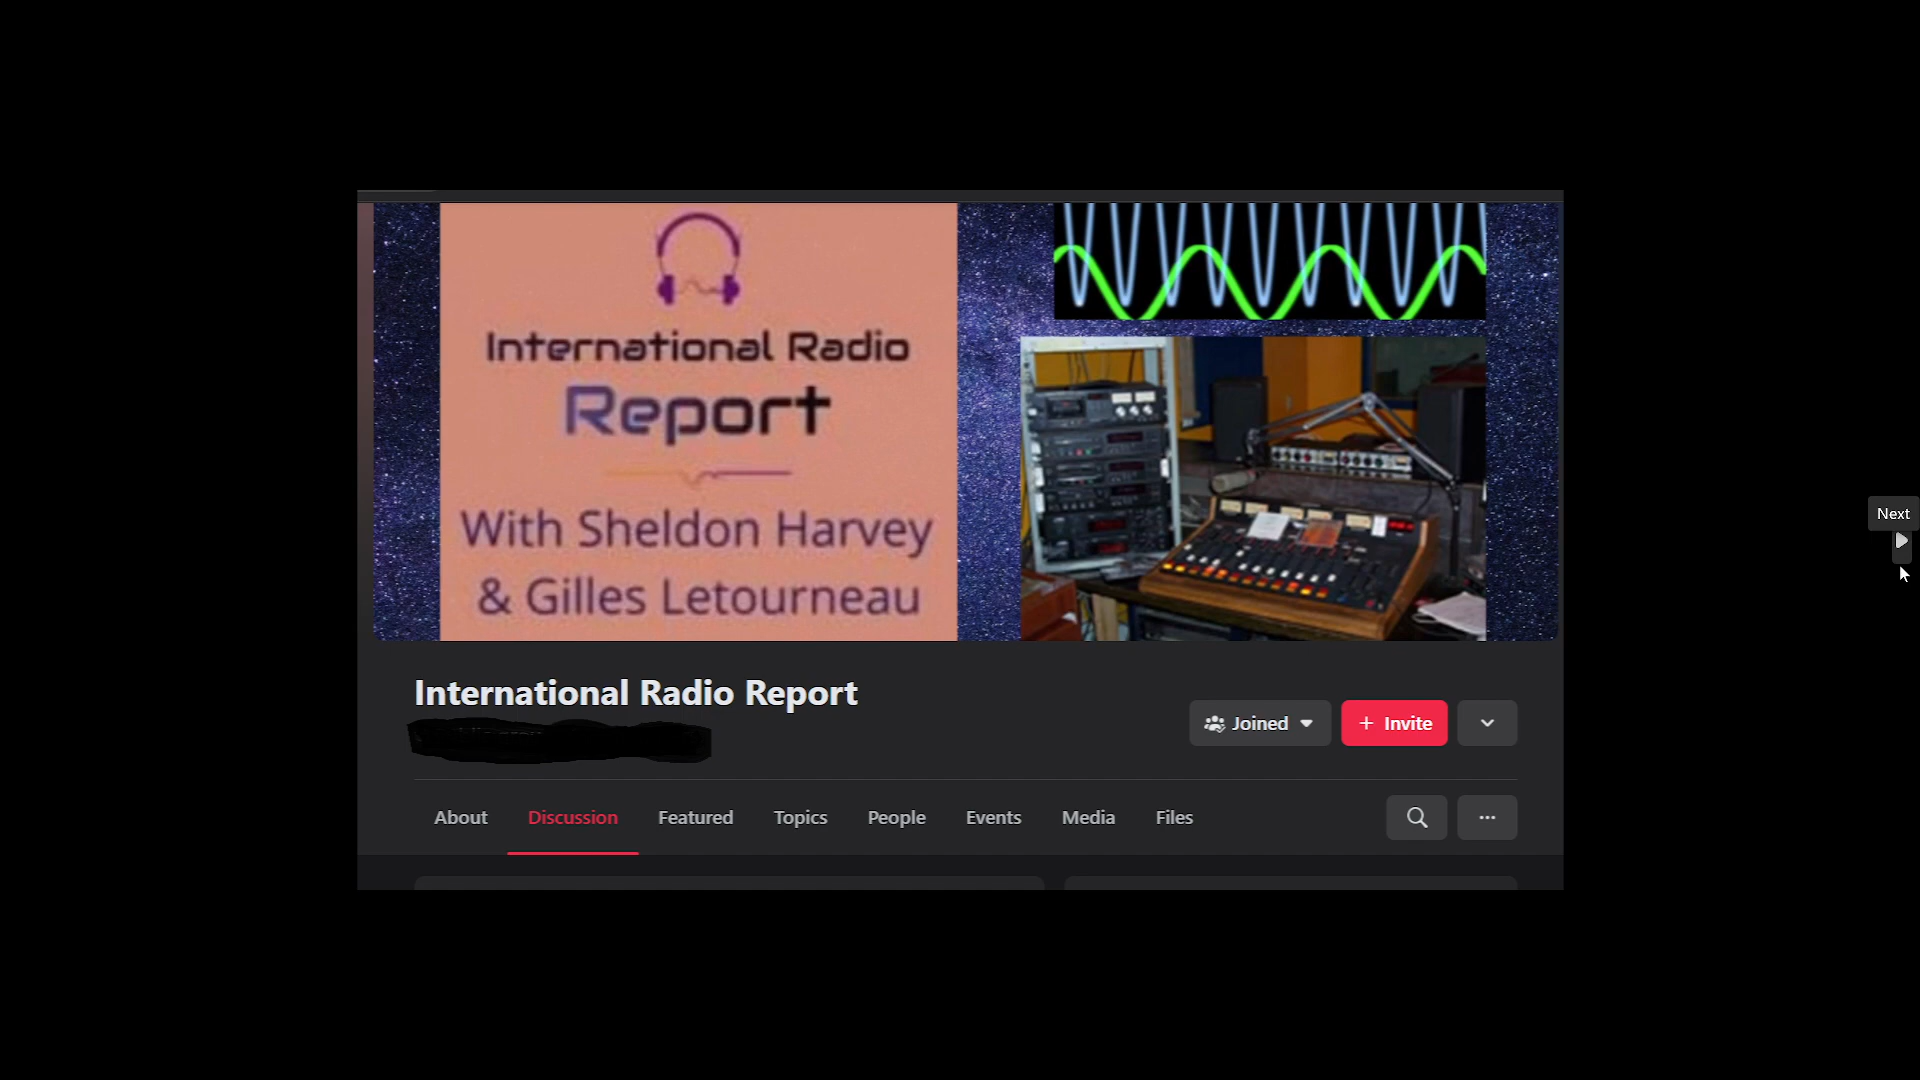 International Radio
Report
With Sheldon Harvey
& Gilles Letourneau
International Radio Report
Joined
+ Invite
About Discussion Featured Topics People Events Media Files
Next